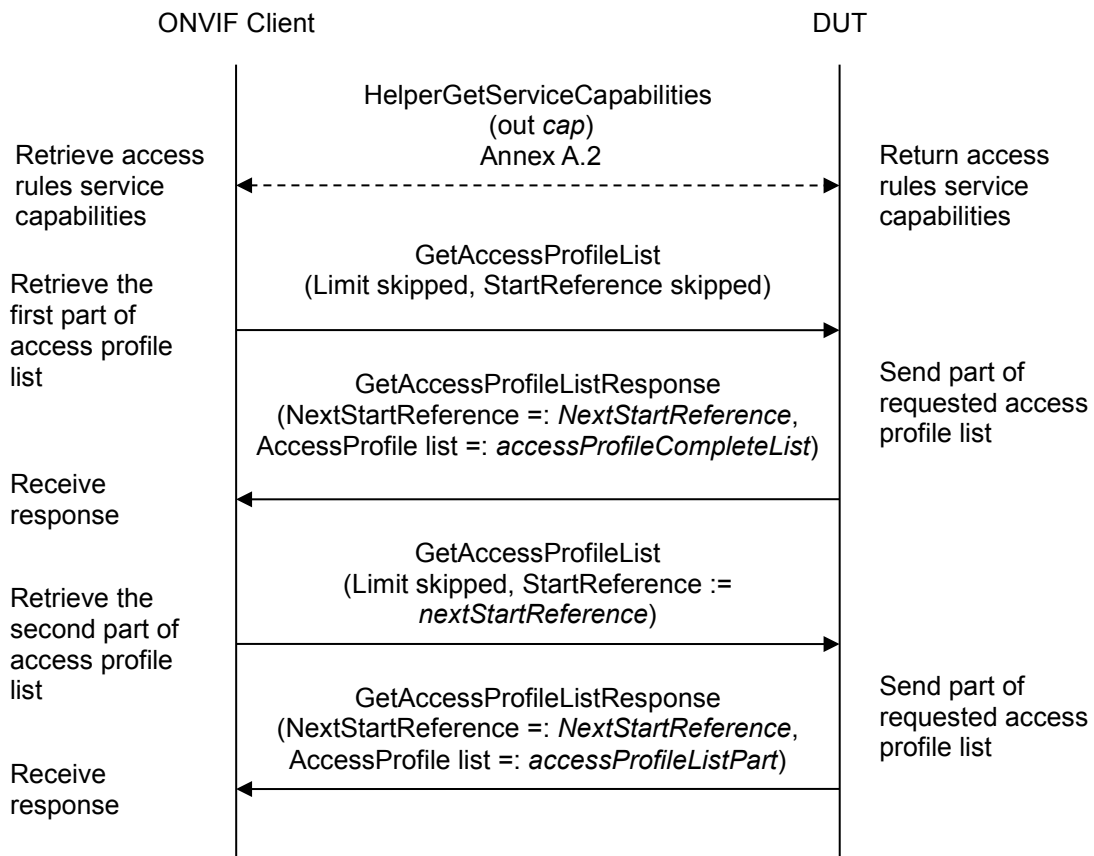 ONVIF Client
DUT
HelperGetServiceCapabilities
(out cap)
Annex A.2
Retrieve access
rules service
capabilities
Return access
rules service
capabilities
GetAccessProfileList
(Limit skipped, StartReference skipped)
Retrieve the
first part of
access profile
list
GetAccessProfileListResponse
(NextStartReference =: NextStartReference,
AccessProfile list =: accessProfileCompleteList)
Send part of
requested access
profile list
Receive
response
GetAccessProfileList
(Limit skipped, StartReference :=
nextStartReference)
Retrieve the
second part of
access profile
list
GetAccessProfileListResponse
(NextStartReference =: NextStartReference,
AccessProfile list =: accessProfileListPart)
Send part of
requested access
profile list
Receive
response